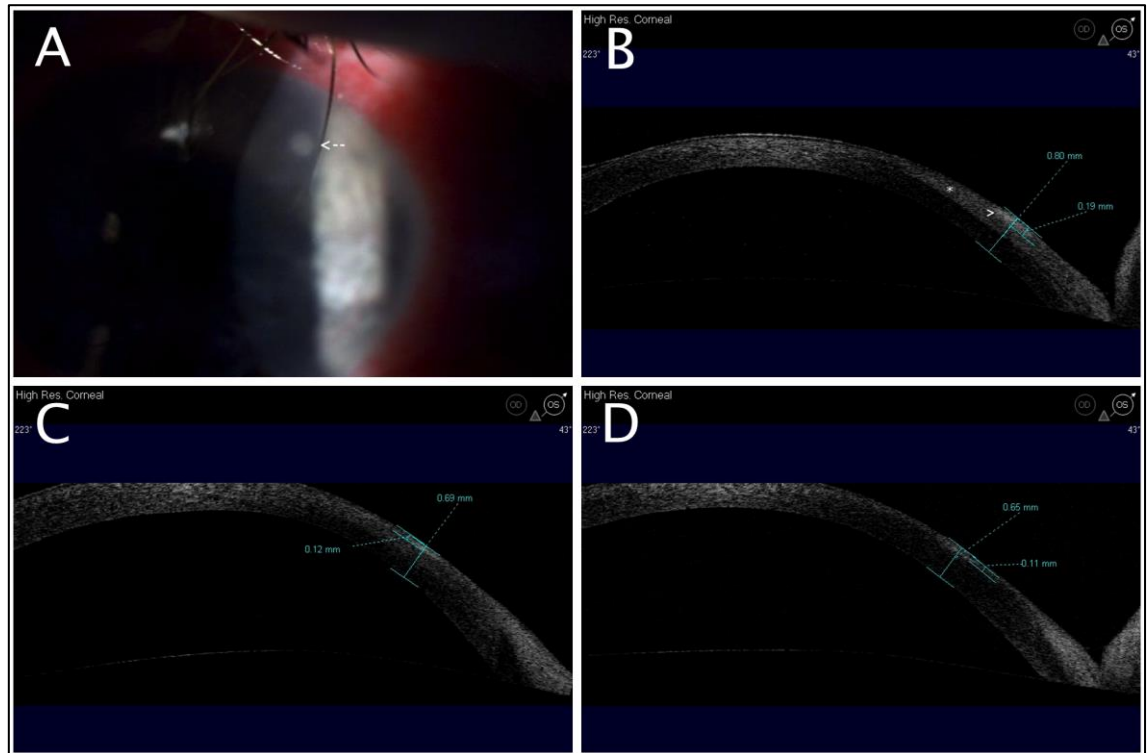 A
High Res. Corneal
B
OD
OS
223°
43°
0.80 mm
*
>
0.19 mm
High Res. Corneal
C
OD
OS
223°
43°
0.69 mm
0.12 mm
High Res. Corneal
D
OD
OS
223°
43°
0.65 mm
0.11 mm